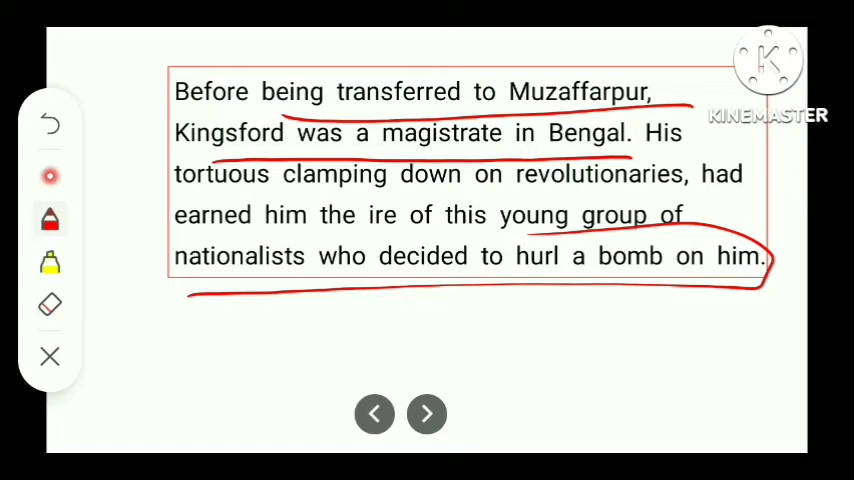 Before being transferred to Muzaffarpur,
Kingsford was a magistrate in Bengal. His
tortuous clamping down on revolutionaries, had
earned him the ire of this young group of
nationalists who decided to hurl a bomb on him.
K
KINEMASTER